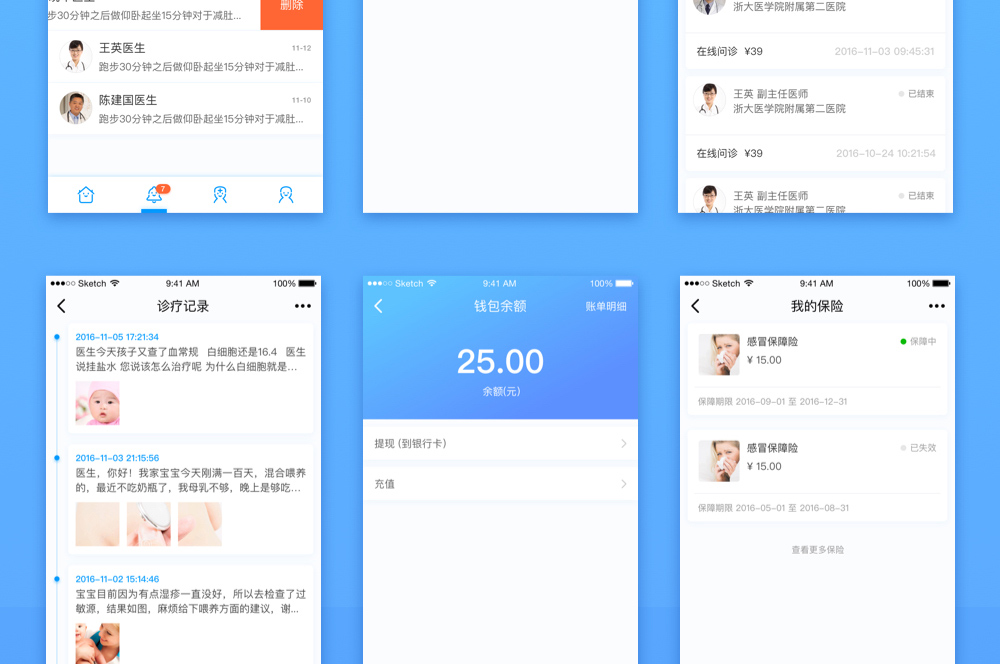 步30分钟之后做仰卧起坐15分钟对于减肚...
删除
王英医生
11-12
跑步30分钟之后做仰卧起坐15分钟对于减肚...
陈建国医生
11-10
跑步30分钟之后做仰卧起坐15分钟对于减肚...
7
浙大医学院附属第二医院
在线问诊 ¥39
2016-11-03 09:45:31
王英 副主任医师
已结束
浙大医学院附属第二医院
在线问诊 ¥39
2016-10-24 10:21:54
王英 副主任医师
已结束
浙大医学院附属第二医院
Sketch
9:41 AM
100%
诊疗记录
2016-11-05 17:21:34
医生今天孩子又查了血常规 白细胞还是16.4 医生
说挂盐水 您说该怎么治疗呢 为什么白细胞就是...
2016-11-03 21:15:56
医生，你好！我家宝宝今天刚满一百天，混合喂养
的，最近不吃奶瓶了，我母乳不够，晚上是够吃...
2016-11-02 15:14:46
宝宝目前因为有点湿疹一直没好，所以去检查了过
敏源，结果如图，麻烦给下喂养方面的建议，谢...
Sketch
9:41 AM
100%
钱包余额
账单明细
25.00
余额(元)
提现 (到银行卡)
充值
Sketch
9:41 AM
100%
我的保险
感冒保障险
保障中
¥ 15.00
保障期限 2016-09-01 至 2016-12-31
感冒保障险
已失效
¥ 15.00
保障期限 2016-05-01 至 2016-08-31
查看更多保险